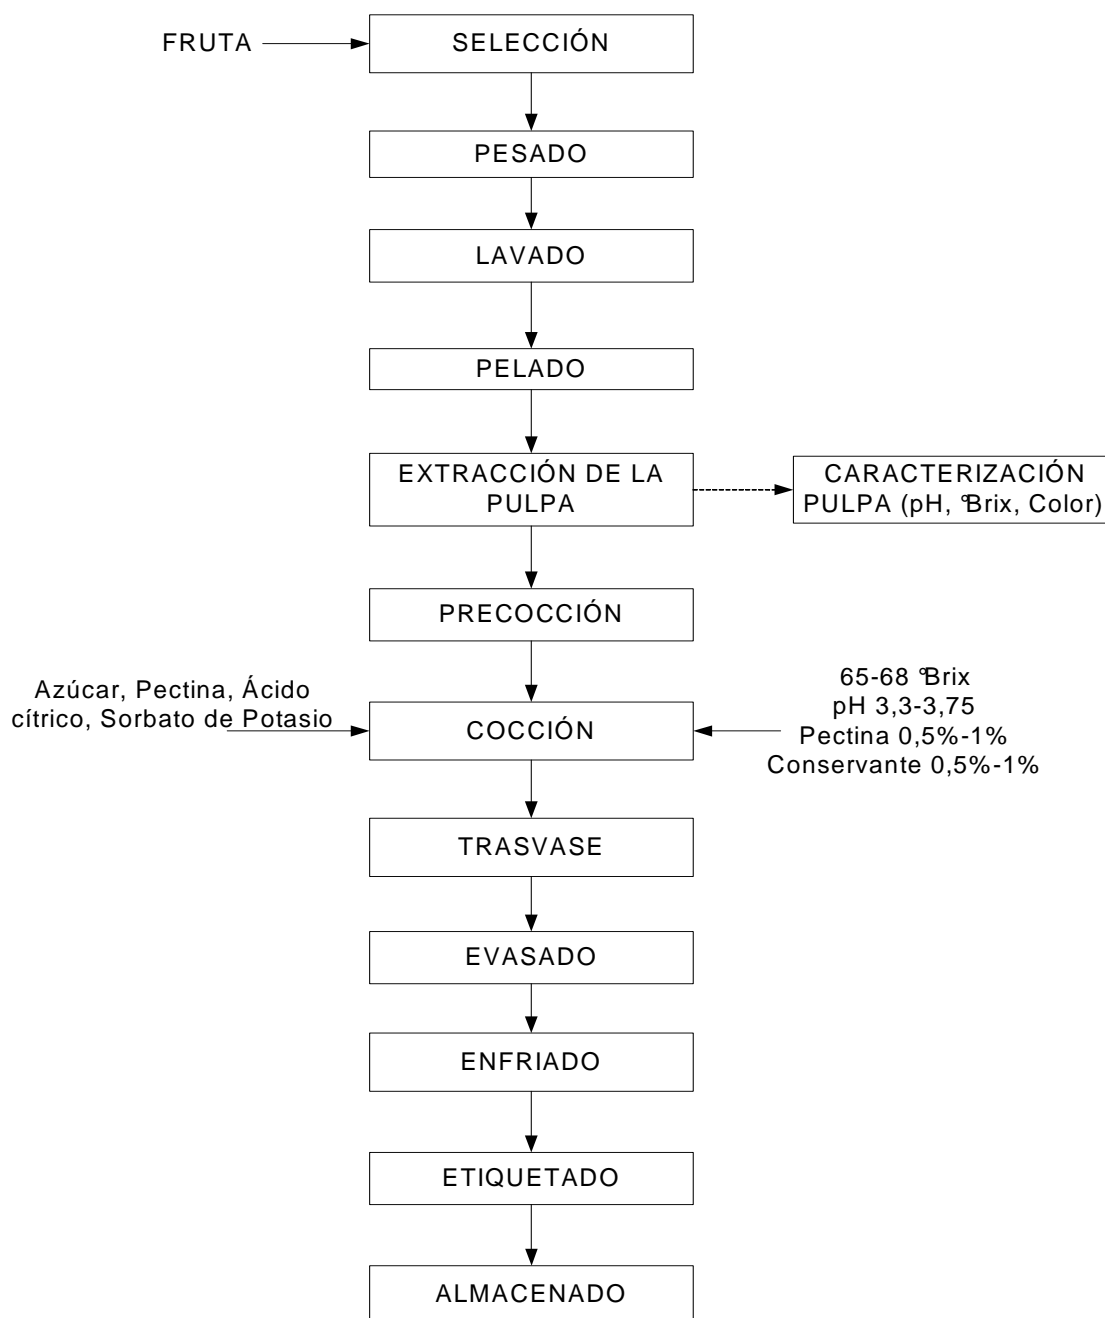 FRUTA
SELECCIÓN
PESADO
LAVADO
PELADO
EXTRACCIÓN DE LA
PULPA
CARACTERIZACIÓN
PULPA (pH, °Brix, Color)
PRECOCCIÓN
Azúcar, Pectina, Ácido
cítrico, Sorbato de Potasio
COCCIÓN
65-68 °Brix
pH 3,3-3,75
Pectina 0,5%-1%
Conservante 0,5%-1%
TRASVASE
EVASADO
ENFRIADO
ETIQUETADO
ALMACENADO